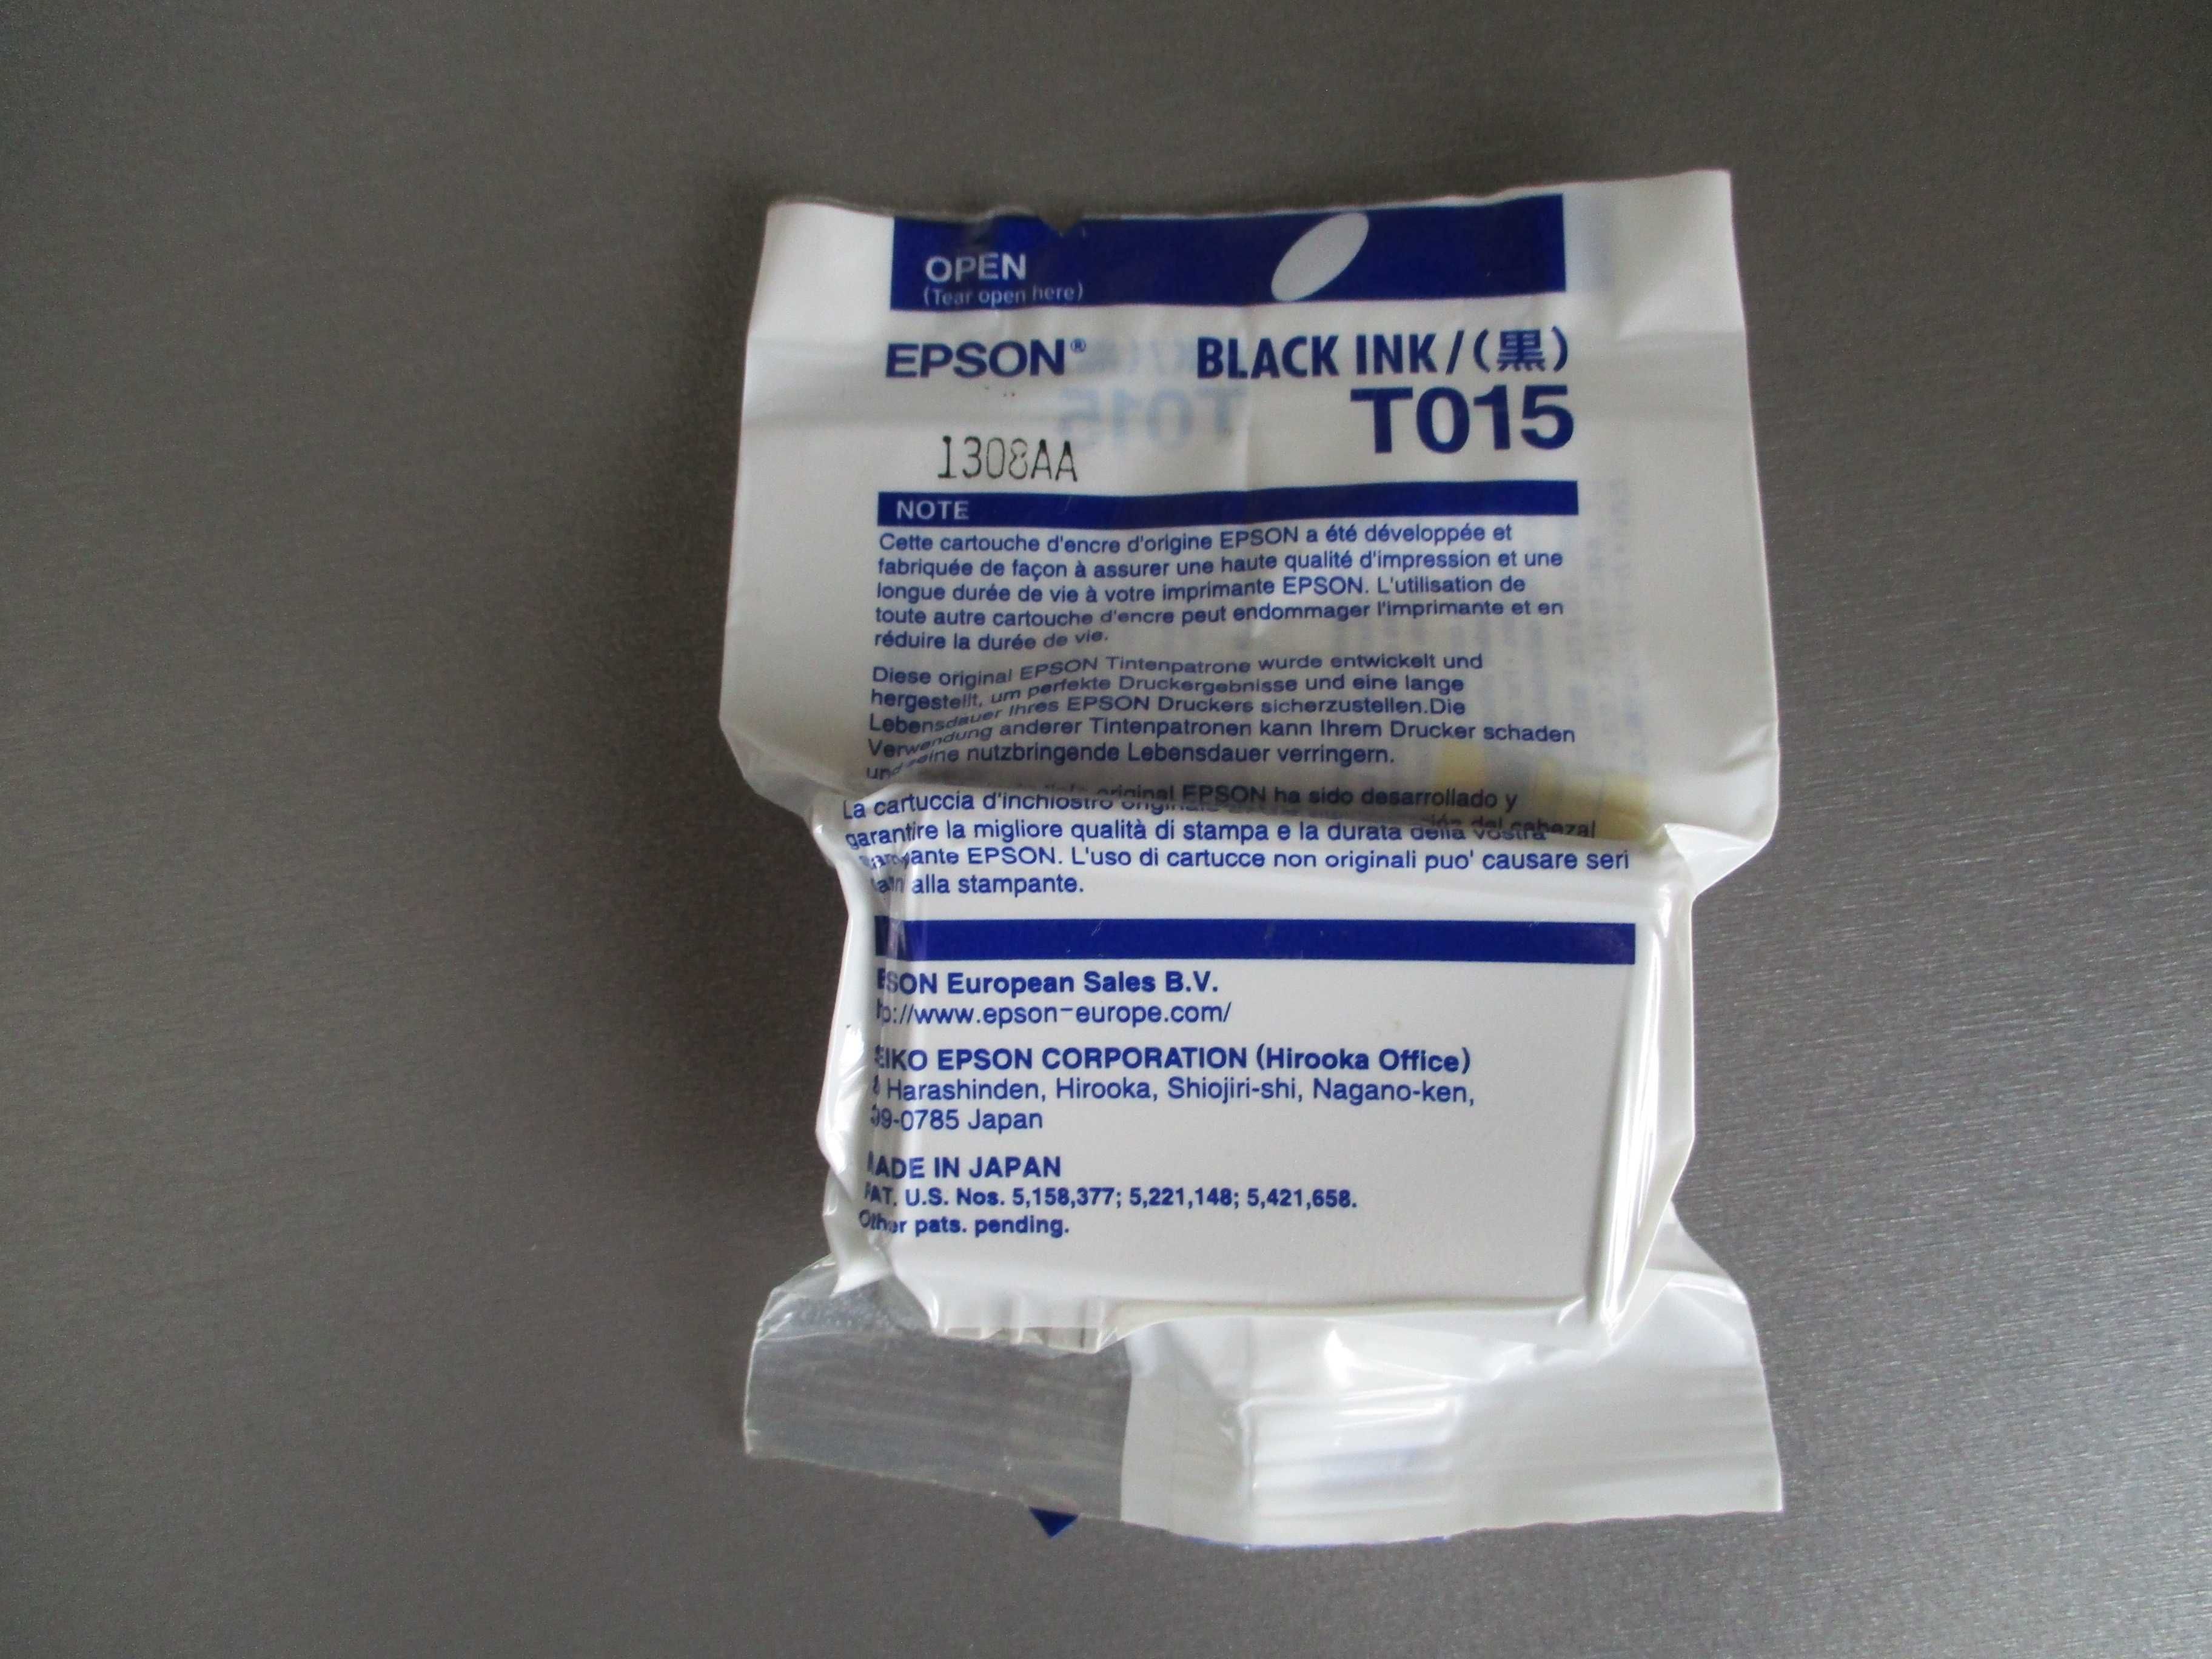 OPEN
(Tear open here)
EPSON® BLACK INK/(黒)
T015
1308AA
NOTE
Cette cartouche d'encre d'origine EPSON a été développée et
fabriquée de façon à assurer une haute qualité d'impression et une
longue durée de vie à votre imprimante EPSON. L'utilisation de
toute autre cartouche d'encre peut endommager l'imprimante et en
réduire la durée de vie.
Diese original EPSON Tintenpatrone wurde entwickelt und
hergestellt, um perfekte Druckergebnisse und eine lange
Lebensdauer Ihres EPSON Druckers sicherzustellen.Die
Verwendung anderer Tintenpatronen kann Ihrem Drucker schaden
und seine nutzbringende Lebensdauer verringern.
original EPSON ha sido desarrollado y
del cabezal
La cartuccia d'inchiostro
garantire la migliore qualità di stampa e la durata della vostra
EPSON. L'uso di cartucce non originali puo' causare seri
alla stampante.
SON European Sales B.V.
p://www.epson-europe.com/
EIKO EPSON CORPORATION (Hirooka Office)
Harashinden, Hirooka, Shiojiri-shi, Nagano-ken,
99-0785 Japan
ADE IN JAPAN
PAT. U.S. Nos. 5,158,377; 5,221,148; 5,421,658.
Other pats. pending.